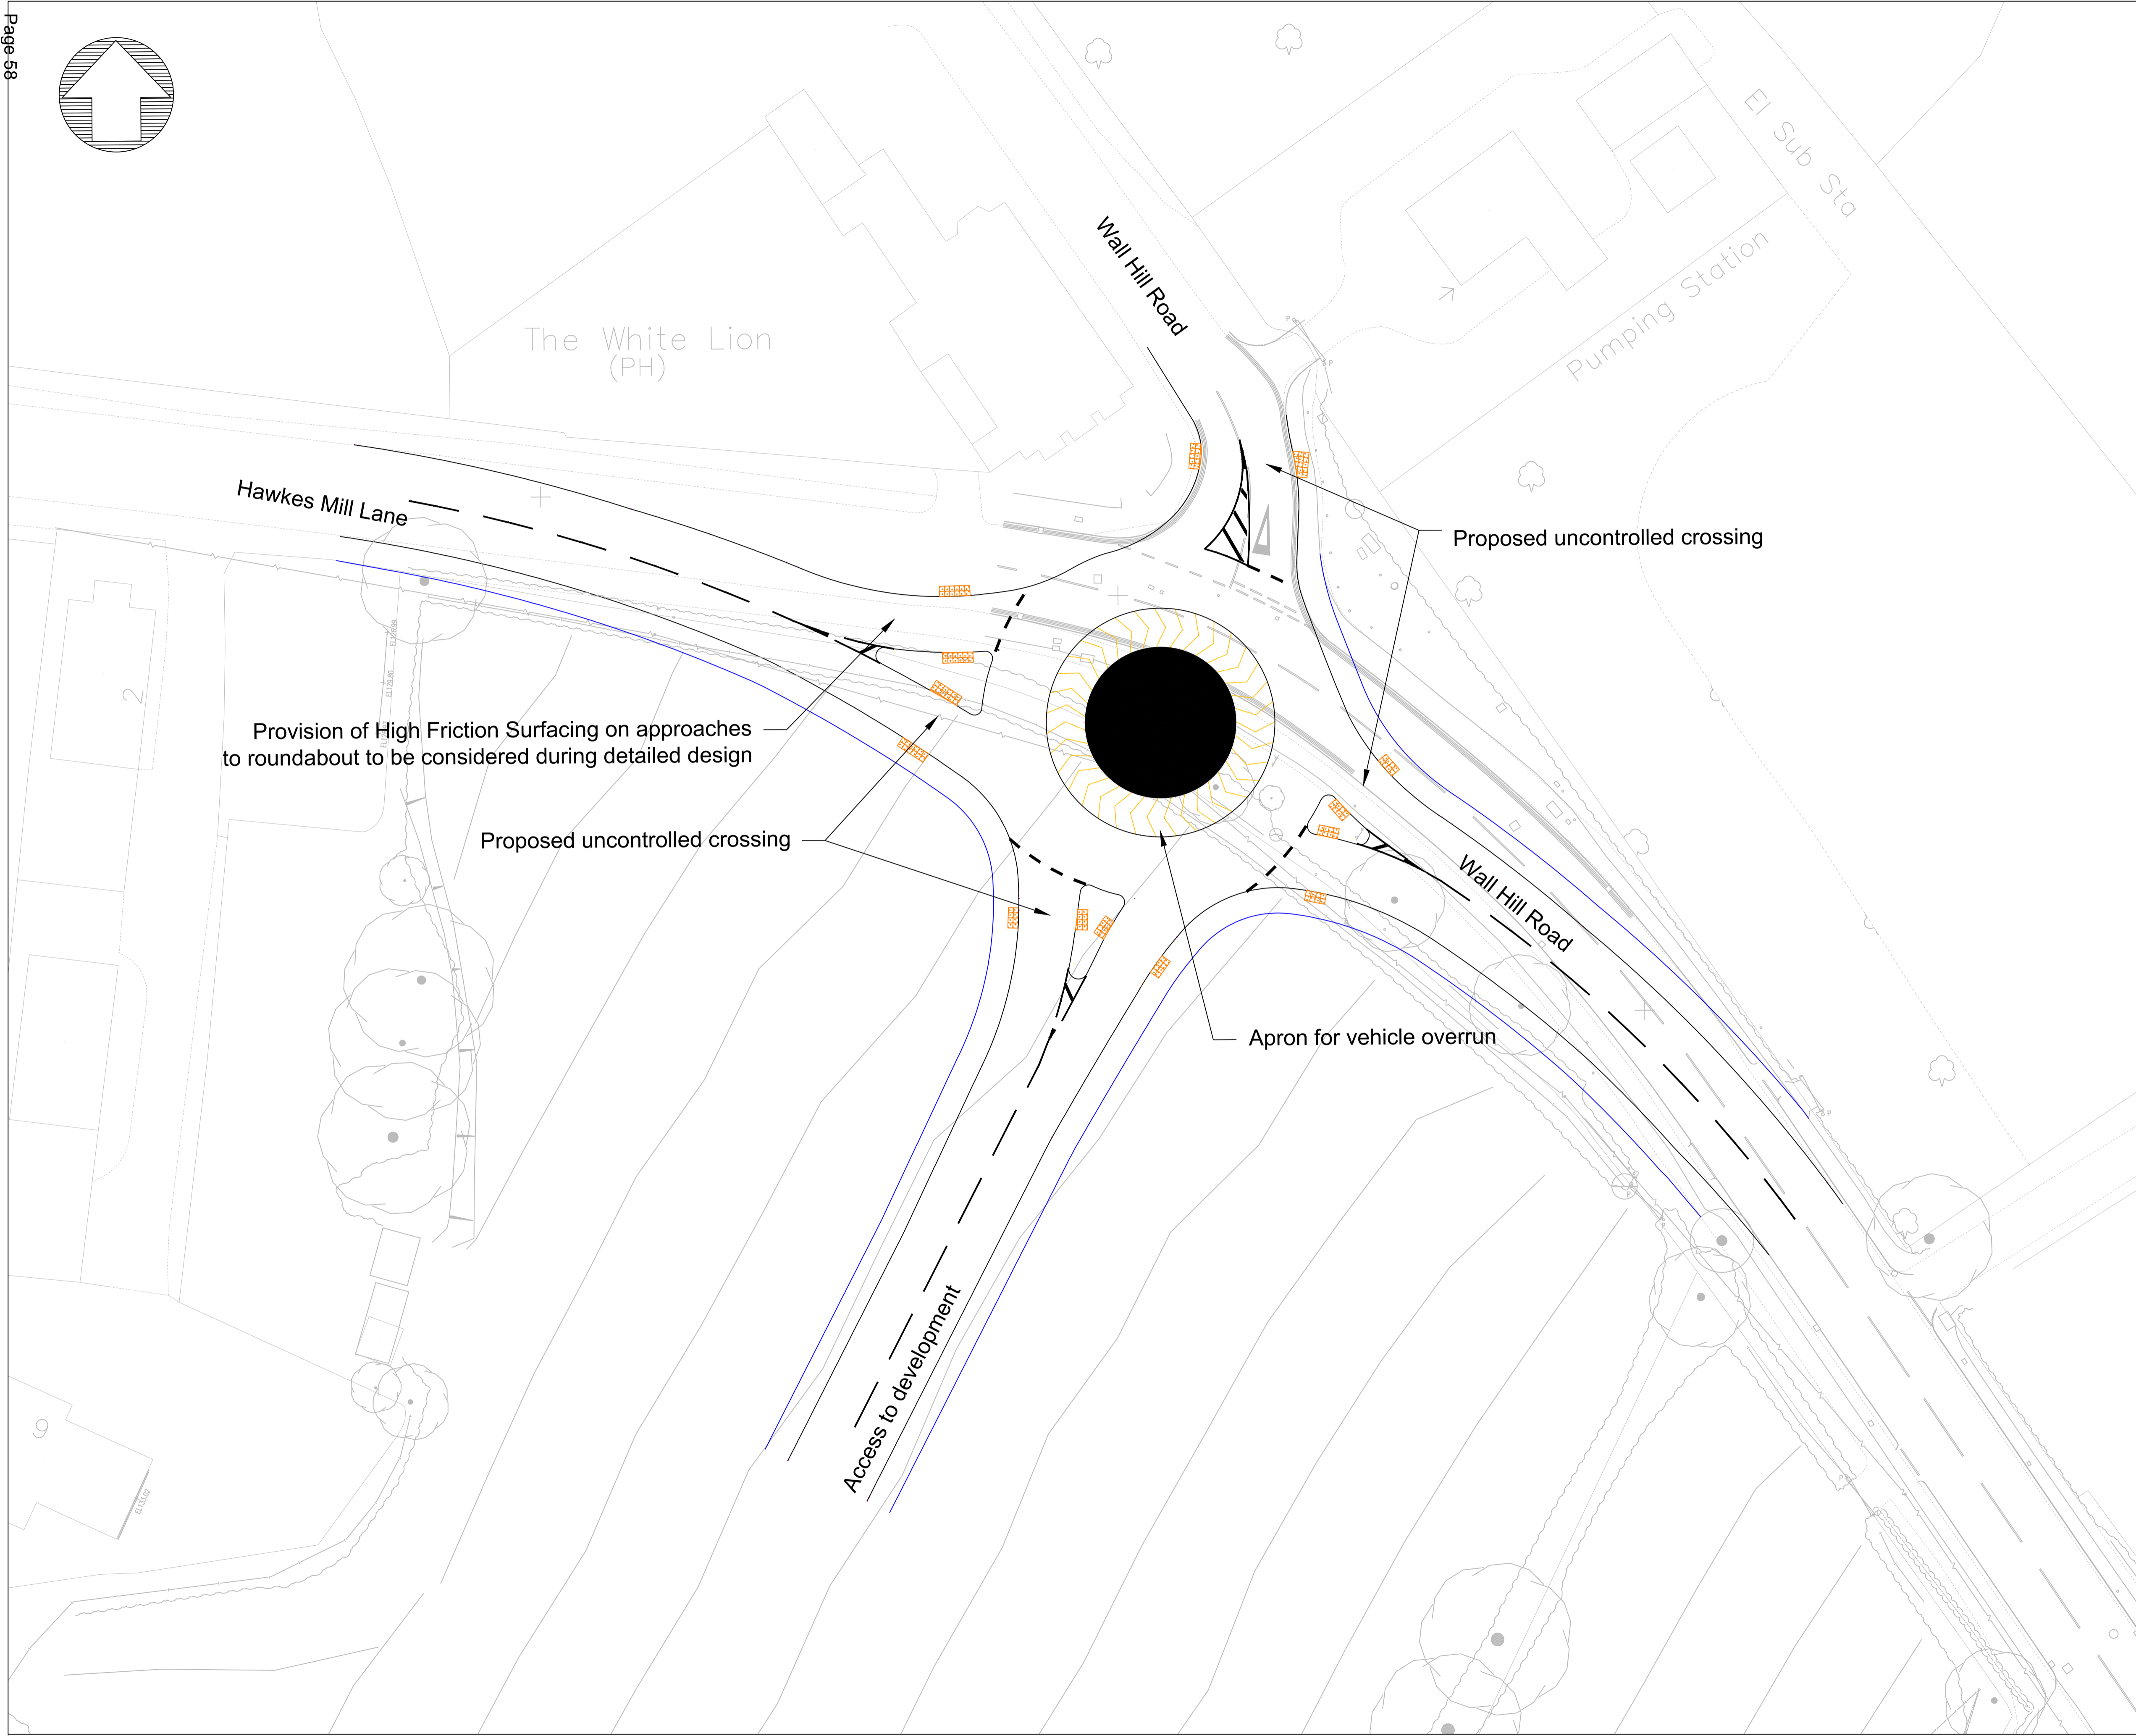 Page 58
El Sub Sta
Wall Hill Road
Pumping Station
The White Lion
(PH)
Hawkes Mill Lane
Proposed uncontrolled crossing
2
Provision of High Friction Surfacing on approaches
to roundabout to be considered during detailed design
Proposed uncontrolled crossing
Wall Hill Road
Apron for vehicle overrun
Access to development
9
EL133.02